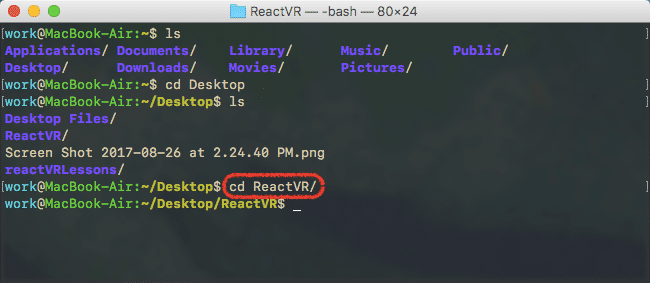 ReactVR — -bash — 80×24
[work@MacBook-Air:~$ ls
Applications/ Documents/ Library/ Music/ Public/
Desktop/ Downloads/ Movies/ Pictures/
[work@MacBook-Air:~$ cd Desktop
[work@MacBook-Air:~/Desktop$ ls
Desktop Files/
ReactVR/
Screen Shot 2017-08-26 at 2.24.40 PM.png
reactVRLessons/
[work@MacBook-Air:~/Desktop$ cd ReactVR/
work@MacBook-Air:~/Desktop/ReactVR$ _